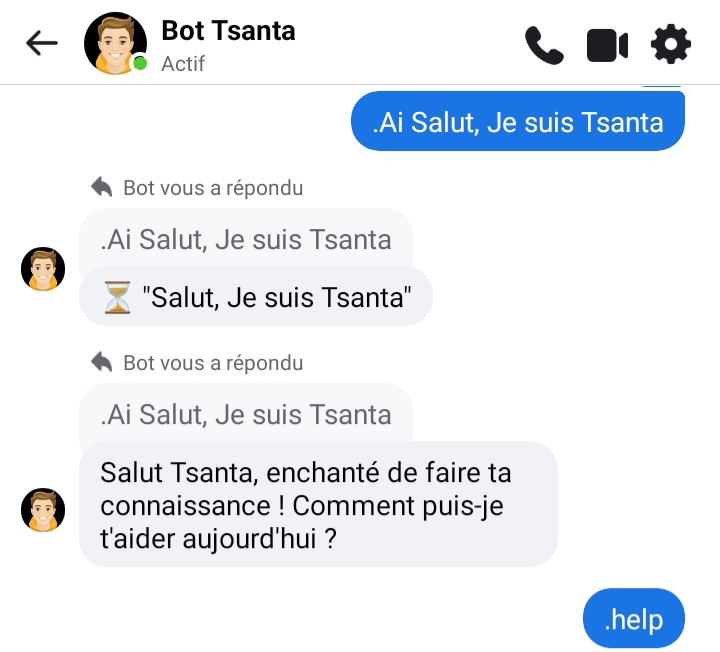 Bot Tsanta
Actif
.Ai Salut, Je suis Tsanta
Bot vous a répondu
.Ai Salut, Je suis Tsanta
⏳ "Salut, Je suis Tsanta"
Bot vous a répondu
.Ai Salut, Je suis Tsanta
Salut Tsanta, enchanté de faire ta
connaissance ! Comment puis-je
t'aider aujourd'hui ?
.help